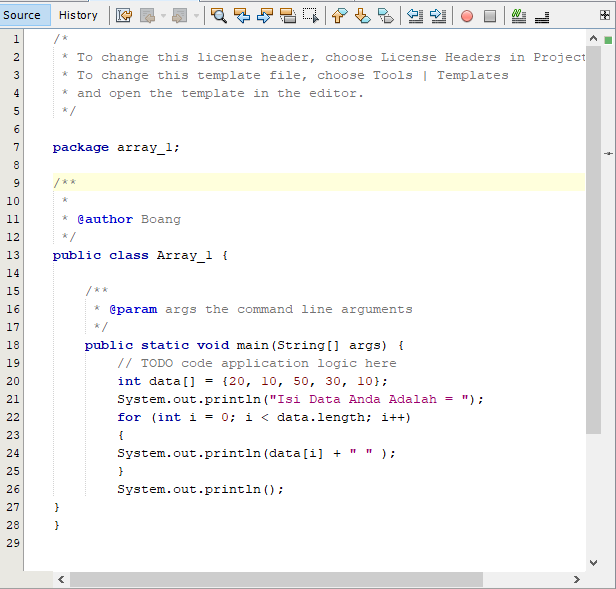 Source History
1 /*
2 * To change this license header, choose License Headers in Project
3 * To change this template file, choose Tools | Templates
4 * and open the template in the editor.
5 */
6
7 package array_1;
8
9 /**
10 *
11 * @author Boang
12 */
13 public class Array_1 {
14
15 /**
16 * @param args the command line arguments
17 */
18 public static void main(String[] args) {
19 // TODO code application logic here
20 int data[] = {20, 10, 50, 30, 10};
21 System.out.println("Isi Data Anda Adalah = ");
22 for (int i = 0; i < data.length; i++)
23 {
24 System.out.println(data[i] + " " );
25 }
26 System.out.println();
27 }
28 }
29